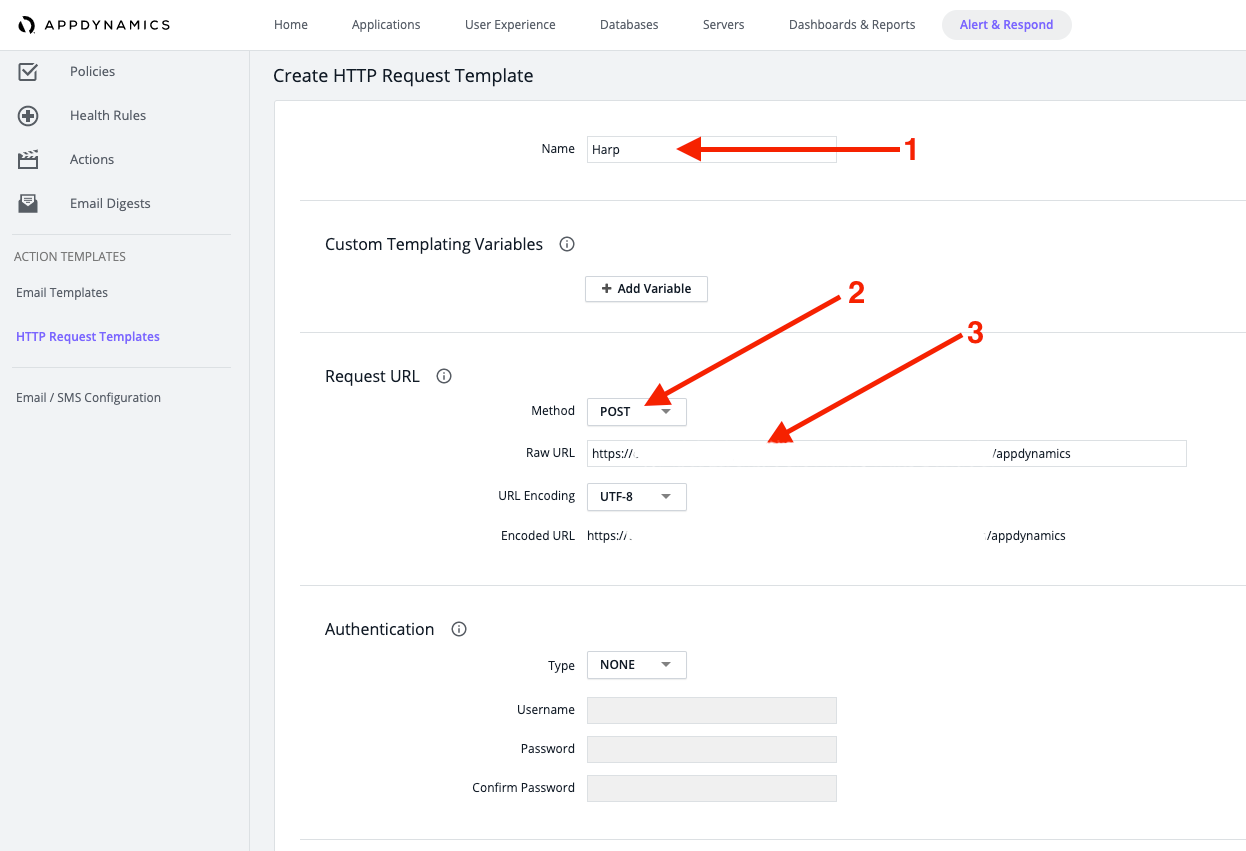 APPDYNAMICS
Home Applications User Experience Databases Servers Dashboards & Reports Alert & Respond
Policies
Health Rules
Actions
Email Digests
ACTION TEMPLATES
Email Templates
HTTP Request Templates
Email / SMS Configuration
Create HTTP Request Template
Name Harp 1
Custom Templating Variables
+ Add Variable
2
3
Request URL
Method POST
Raw URL https://. /appdynamics
URL Encoding UTF-8
Encoded URL https://. /appdynamics
Authentication
Type NONE
Username
Password
Confirm Password